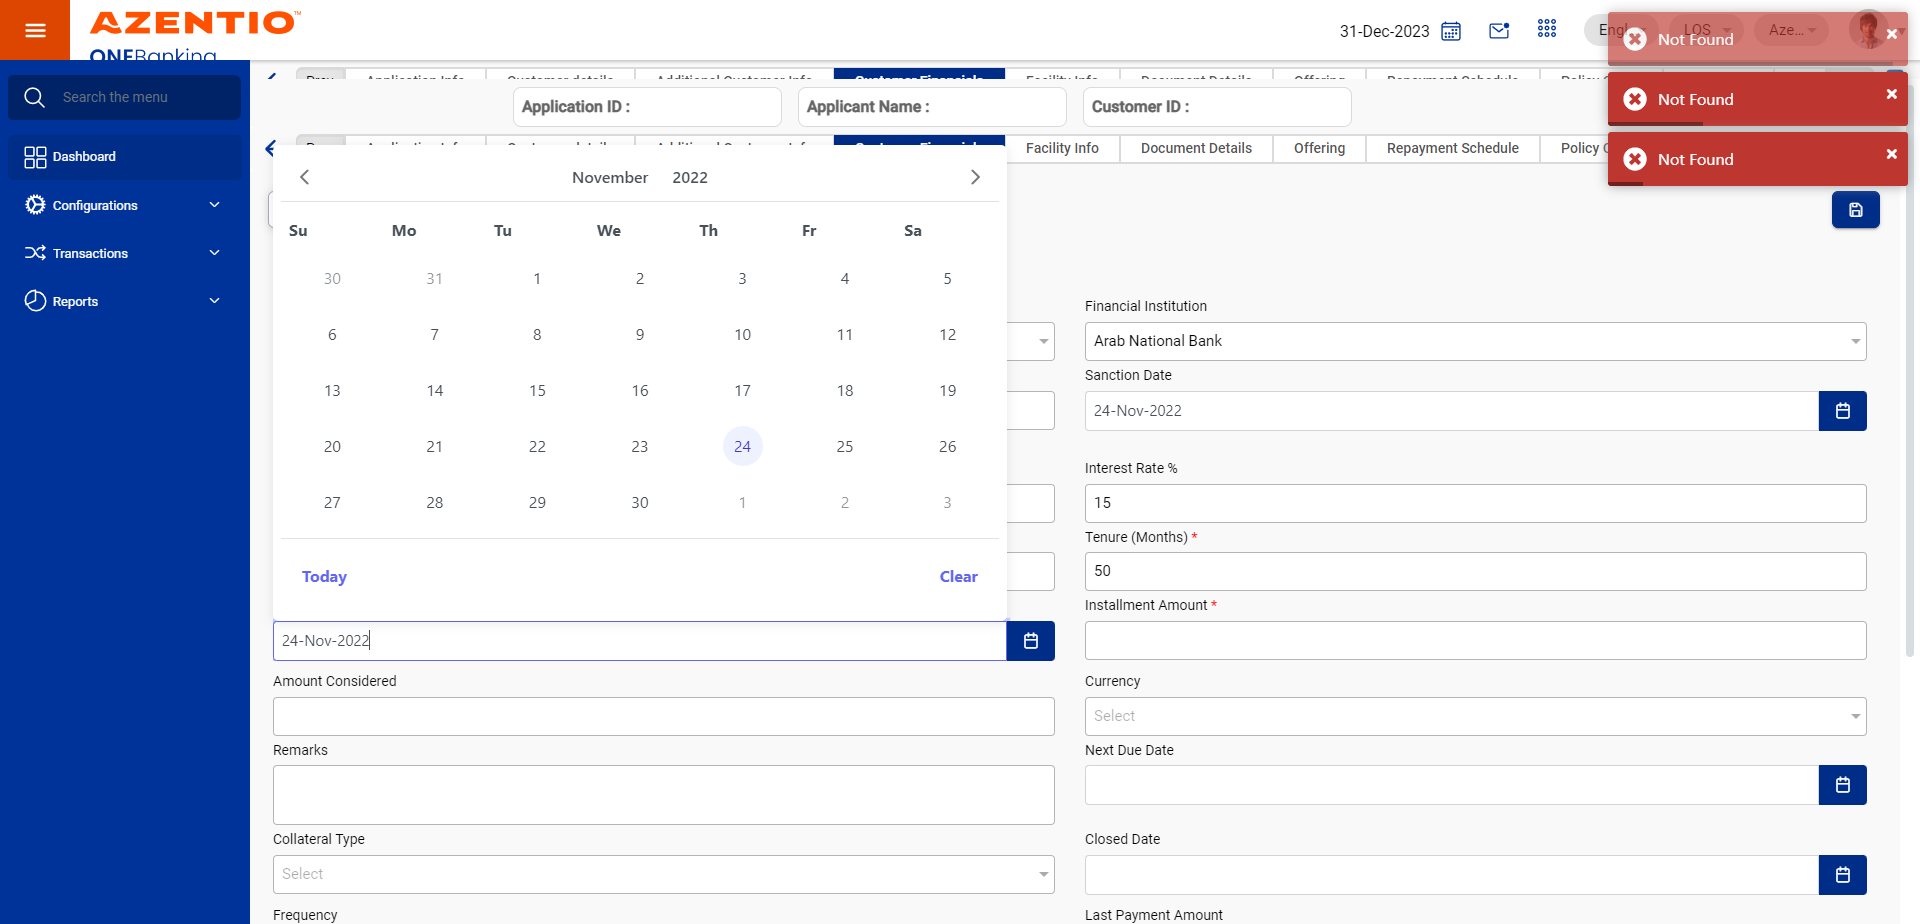 AZENTIO™
ONEBanking
31-Dec-2023
LOS
Aze...
Not Found
Not Found
Not Found
Search the menu
Dashboard
Configurations
Transactions
Reports
Application ID :
Applicant Name :
Customer ID :
Facility Info
Document Details
Offering
Repayment Schedule
Policy
November 2022
Su Mo Tu We Th Fr Sa
30 31 1 2 3 4 5
6 7 8 9 10 11 12
13 14 15 16 17 18 19
20 21 22 23 24 25 26
27 28 29 30 1 2 3
Today
Clear
24-Nov-2022
Financial Institution
Arab National Bank
Sanction Date
24-Nov-2022
Interest Rate %
15
Tenure (Months) *
50
Installment Amount *
Amount Considered
Currency
Select
Remarks
Next Due Date
Collateral Type
Select
Closed Date
Frequency
Last Payment Amount